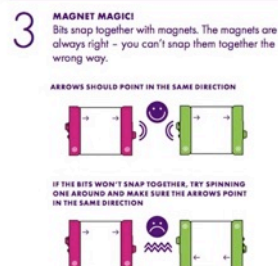 3
MAGNET MAGIC!
Bits snap together with magnets. The magnets are
always right – you can't snap them together the
wrong way.
ARROWS SHOULD POINT IN THE SAME DIRECTION
IF THE BITS WON'T SNAP TOGETHER, TRY SPINNING
ONE AROUND AND MAKE SURE THE ARROWS POINT
IN THE SAME DIRECTION